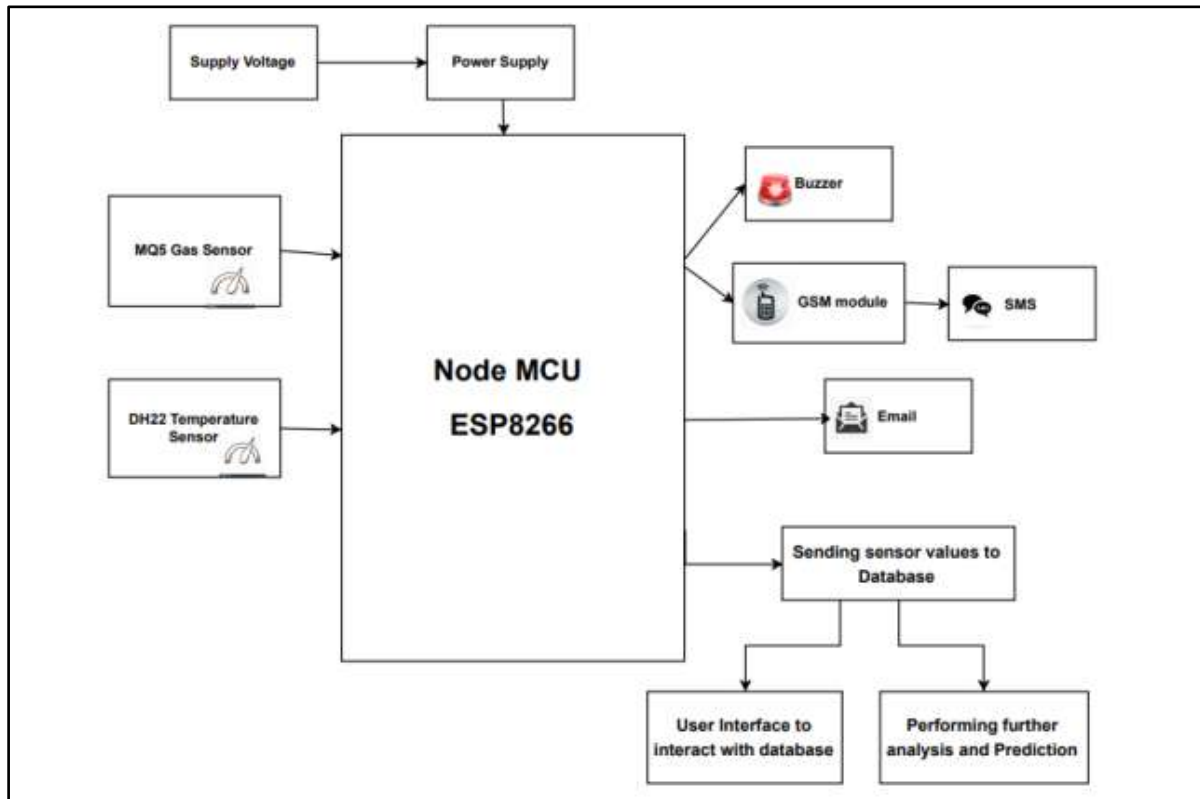 Supply Voltage
Power Supply
Buzzer
MQ5 Gas Sensor
GSM module
SMS
Node MCU
ESP8266
DH22 Temperature
Sensor
Email
Sending sensor values to
Database
User Interface to
interact with database
Performing further
analysis and Prediction